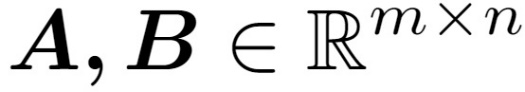 A, B ∈ ℝ^{m×n}